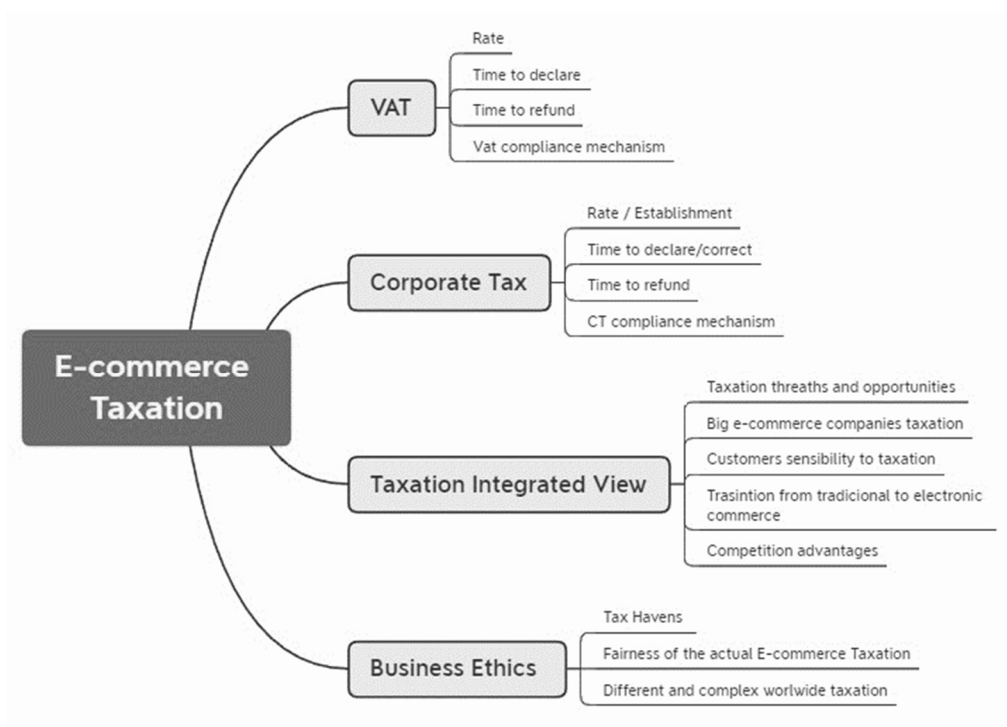 E-commerce
Taxation
VAT
Rate
Time to declare
Time to refund
Vat compliance mechanism
Corporate Tax
Rate / Establishment
Time to declare/correct
Time to refund
CT compliance mechanism
Taxation Integrated View
Taxation threaths and opportunities
Big e-commerce companies taxation
Customers sensibility to taxation
Trasintion from tradicional to electronic
commerce
Competition advantages
Business Ethics
Tax Havens
Fairness of the actual E-commerce Taxation
Different and complex worlwide taxation